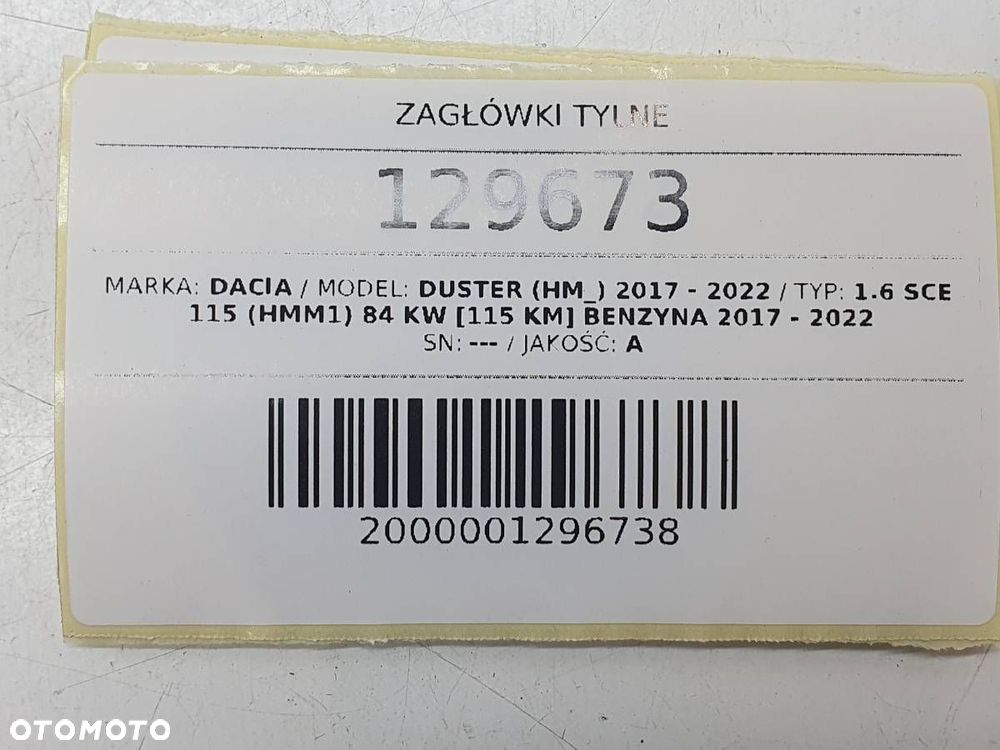 ZAGŁÓWKI TYLNE
129673
MARKA: DACIA / MODEL: DUSTER (HM_) 2017 - 2022 / TYP: 1.6 SCE
115 (HMM1) 84 KW [115 KM] BENZYNA 2017 - 2022
SN: --- / JAKOŚĆ: A
2000001296738
OTOMOTO